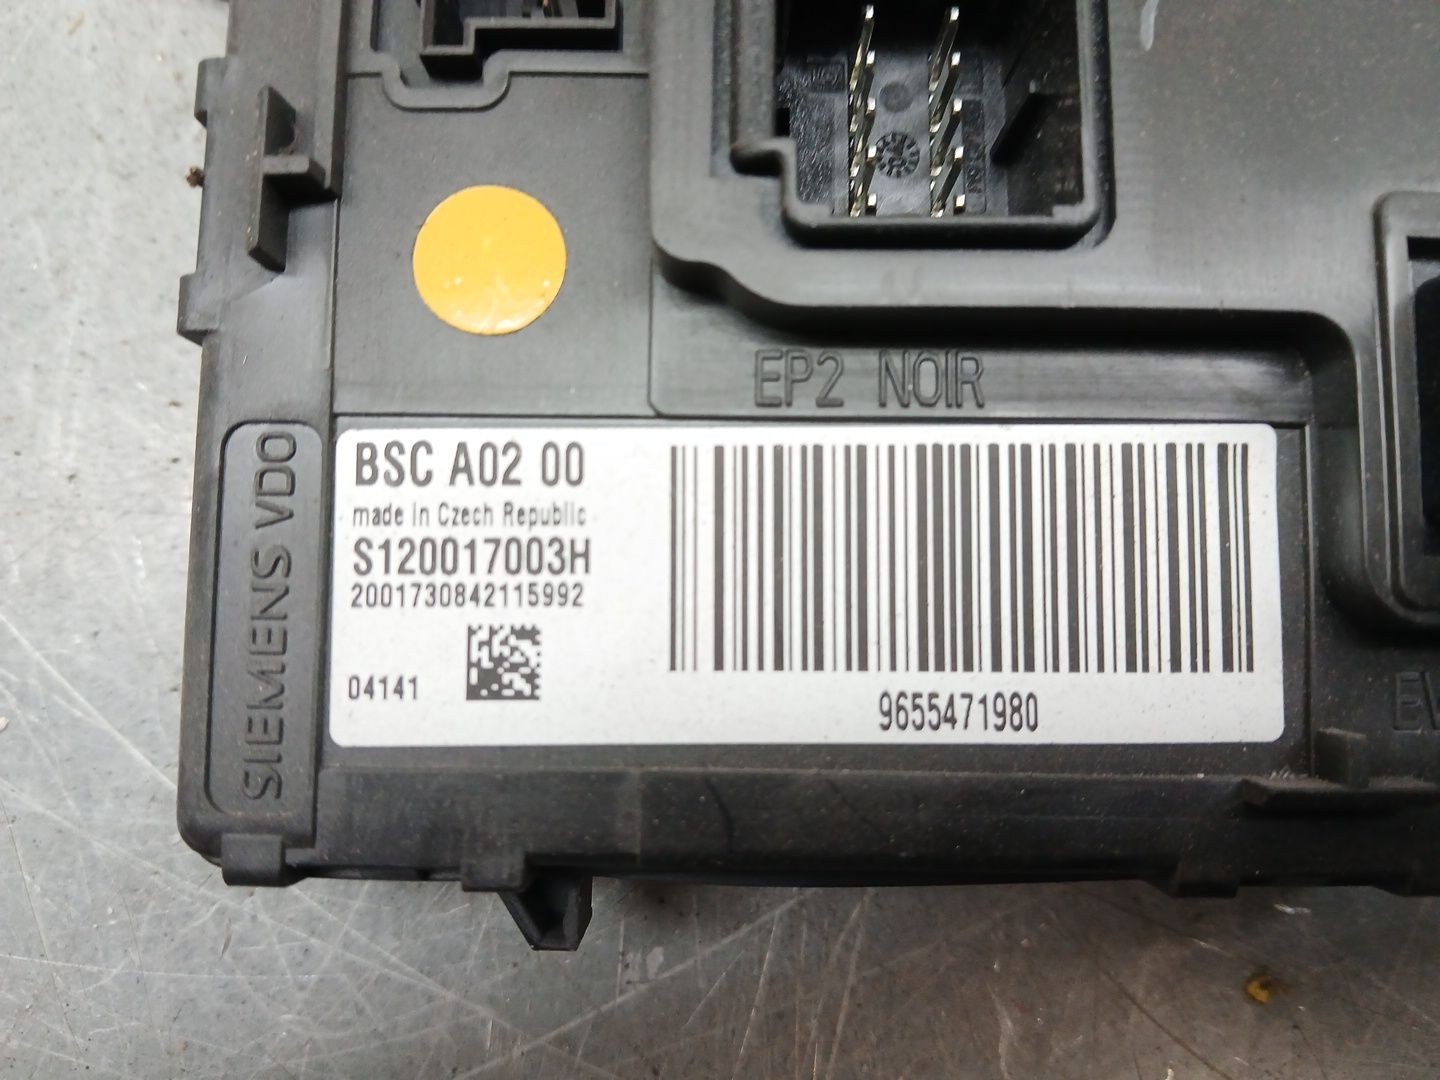 EP2 NOIR
SIEMENS VDO
BSC A02 00
made in Czech Republic
S120017003H
2001730842115992
04141
9655471980